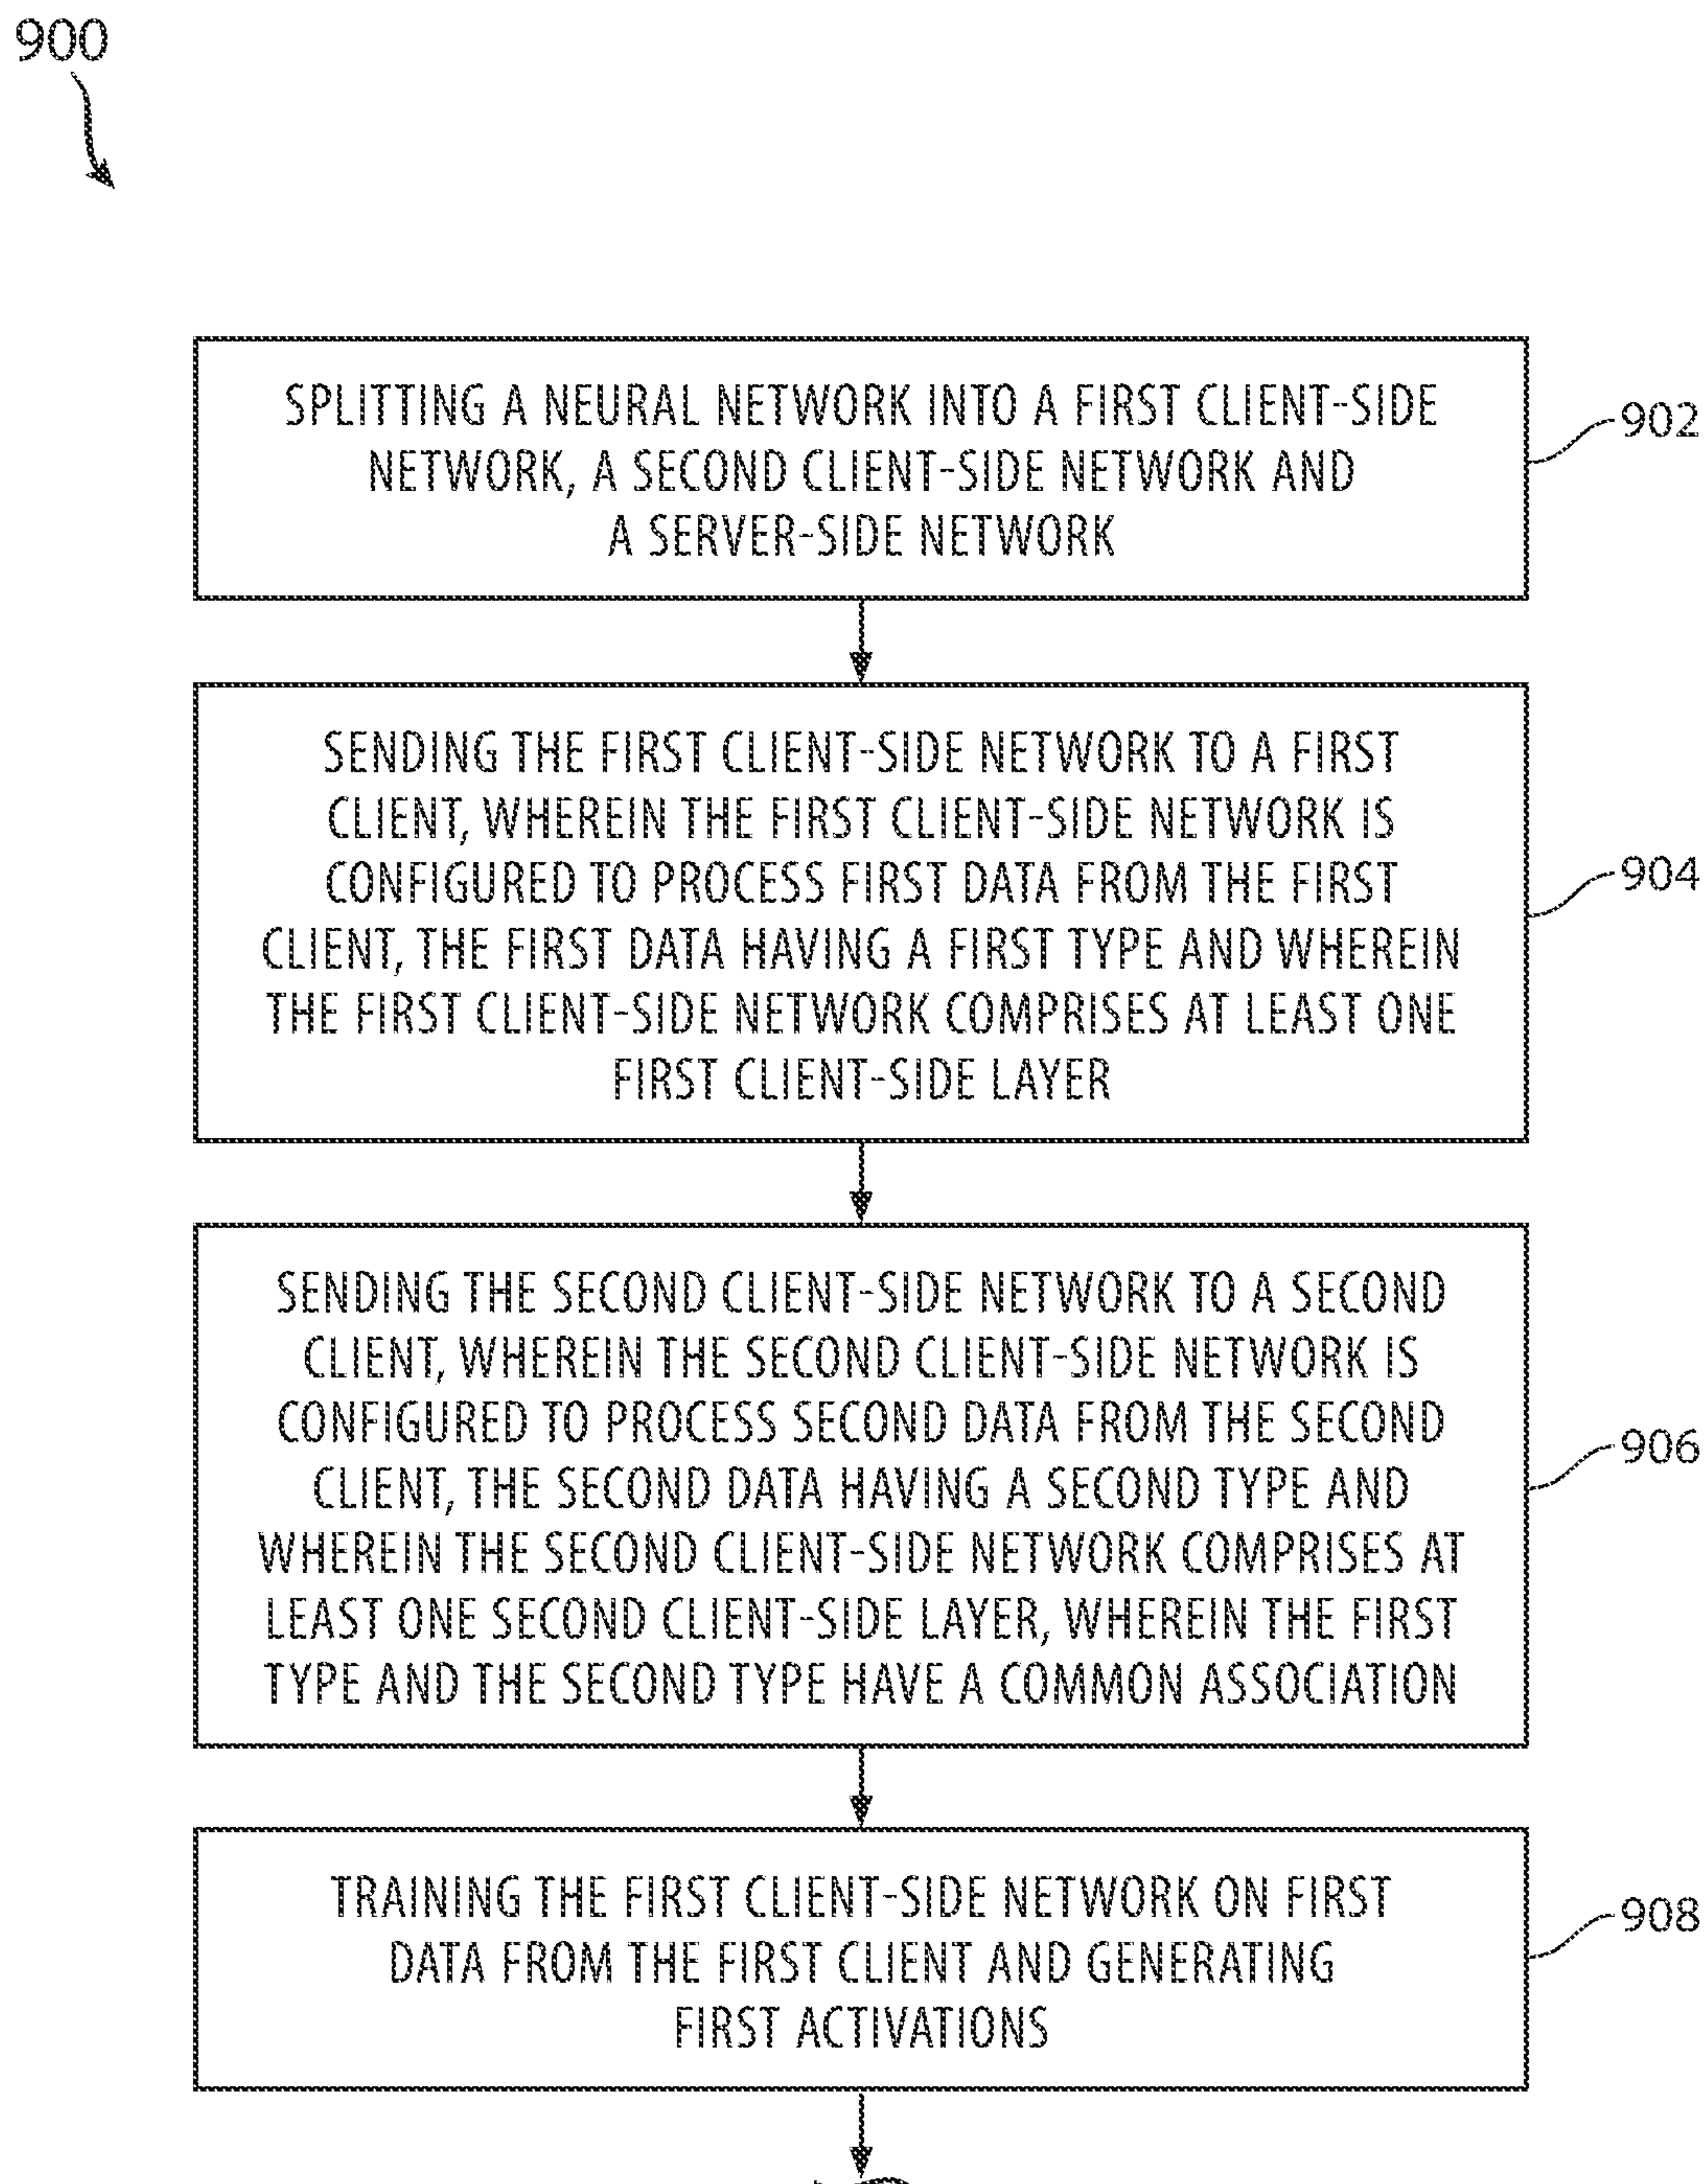 900
SPLITTING A NEURAL NETWORK INTO A FIRST CLIENT-SIDE
NETWORK, A SECOND CLIENT-SIDE NETWORK AND
A SERVER-SIDE NETWORK
902
SENDING THE FIRST CLIENT-SIDE NETWORK TO A FIRST
CLIENT, WHEREIN THE FIRST CLIENT-SIDE NETWORK IS
CONFIGURED TO PROCESS FIRST DATA FROM THE FIRST
CLIENT, THE FIRST DATA HAVING A FIRST TYPE AND WHEREIN
THE FIRST CLIENT-SIDE NETWORK COMPRISES AT LEAST ONE
FIRST CLIENT-SIDE LAYER
904
SENDING THE SECOND CLIENT-SIDE NETWORK TO A SECOND
CLIENT, WHEREIN THE SECOND CLIENT-SIDE NETWORK IS
CONFIGURED TO PROCESS SECOND DATA FROM THE SECOND
CLIENT, THE SECOND DATA HAVING A SECOND TYPE AND
WHEREIN THE SECOND CLIENT-SIDE NETWORK COMPRISES AT
LEAST ONE SECOND CLIENT-SIDE LAYER, WHEREIN THE FIRST
TYPE AND THE SECOND TYPE HAVE A COMMON ASSOCIATION
906
TRAINING THE FIRST CLIENT-SIDE NETWORK ON FIRST
DATA FROM THE FIRST CLIENT AND GENERATING
FIRST ACTIVATIONS
908